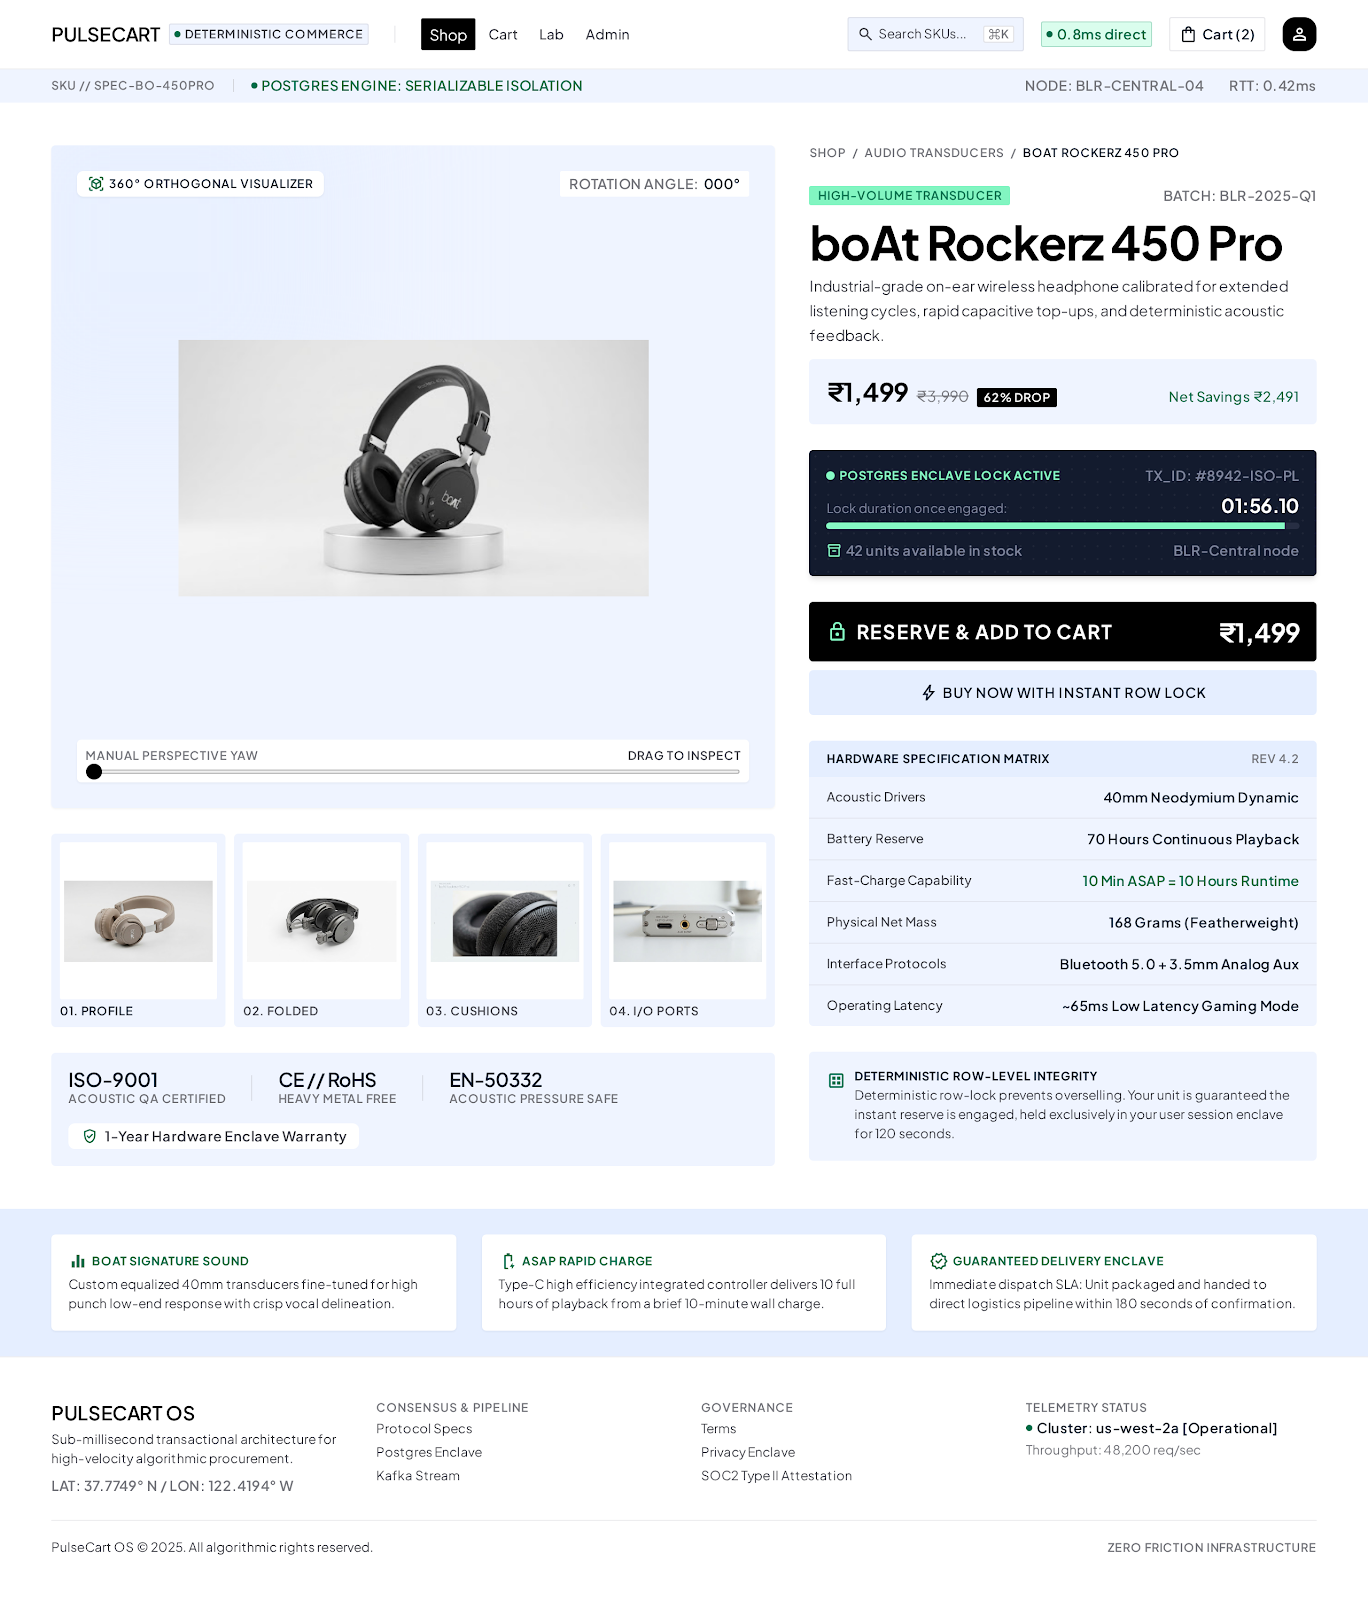 PULSECART
DETERMINISTIC COMMERCE
Shop
Cart
Lab
Admin
Search SKUs...
⌘K
0.8ms direct
Cart (2)
SKU // SPEC-BO-450PRO
POSTGRES ENGINE: SERIALIZABLE ISOLATION
NODE: BLR-CENTRAL-04
RTT: 0.42ms
360° ORTHOGONAL VISUALIZER
ROTATION ANGLE: 000°
boAt
MANUAL PERSPECTIVE YAW
DRAG TO INSPECT
01. PROFILE
02. FOLDED
03. CUSHIONS
04. I/O PORTS
ISO-9001
ACOUSTIC QA CERTIFIED
CE // RoHS
HEAVY METAL FREE
EN-50332
ACOUSTIC PRESSURE SAFE
1-Year Hardware Enclave Warranty
SHOP / AUDIO TRANSDUCERS / BOAT ROCKERZ 450 PRO
HIGH-VOLUME TRANSDUCER
BATCH: BLR-2025-Q1
boAt Rockerz 450 Pro
Industrial-grade on-ear wireless headphone calibrated for extended
listening cycles, rapid capacitive top-ups, and deterministic acoustic
feedback.
₹1,499 ₹3,990 62% DROP
Net Savings ₹2,491
POSTGRES ENCLAVE LOCK ACTIVE
TX_ID: #8942-ISO-PL
Lock duration once engaged:
01:56.10
42 units available in stock
BLR-Central node
RESERVE & ADD TO CART
₹1,499
BUY NOW WITH INSTANT ROW LOCK
HARDWARE SPECIFICATION MATRIX
REV 4.2
Acoustic Drivers
40mm Neodymium Dynamic
Battery Reserve
70 Hours Continuous Playback
Fast-Charge Capability
10 Min ASAP = 10 Hours Runtime
Physical Net Mass
168 Grams (Featherweight)
Interface Protocols
Bluetooth 5.0 + 3.5mm Analog Aux
Operating Latency
~65ms Low Latency Gaming Mode
DETERMINISTIC ROW-LEVEL INTEGRITY
Deterministic row-lock prevents overselling. Your unit is guaranteed the
instant reserve is engaged, held exclusively in your user session enclave
for 120 seconds.
BOAT SIGNATURE SOUND
Custom equalized 40mm transducers fine-tuned for high
punch low-end response with crisp vocal delineation.
ASAP RAPID CHARGE
Type-C high efficiency integrated controller delivers 10 full
hours of playback from a brief 10-minute wall charge.
GUARANTEED DELIVERY ENCLAVE
Immediate dispatch SLA: Unit packaged and handed to
direct logistics pipeline within 180 seconds of confirmation.
PULSECART OS
Sub-millisecond transactional architecture for
high-velocity algorithmic procurement.
LAT: 37.7749° N / LON: 122.4194° W
CONSENSUS & PIPELINE
Protocol Specs
Postgres Enclave
Kafka Stream
GOVERNANCE
Terms
Privacy Enclave
SOC2 Type II Attestation
TELEMETRY STATUS
Cluster: us-west-2a [Operational]
Throughput: 48,200 req/sec
PulseCart OS © 2025. All algorithmic rights reserved.
ZERO FRICTION INFRASTRUCTURE